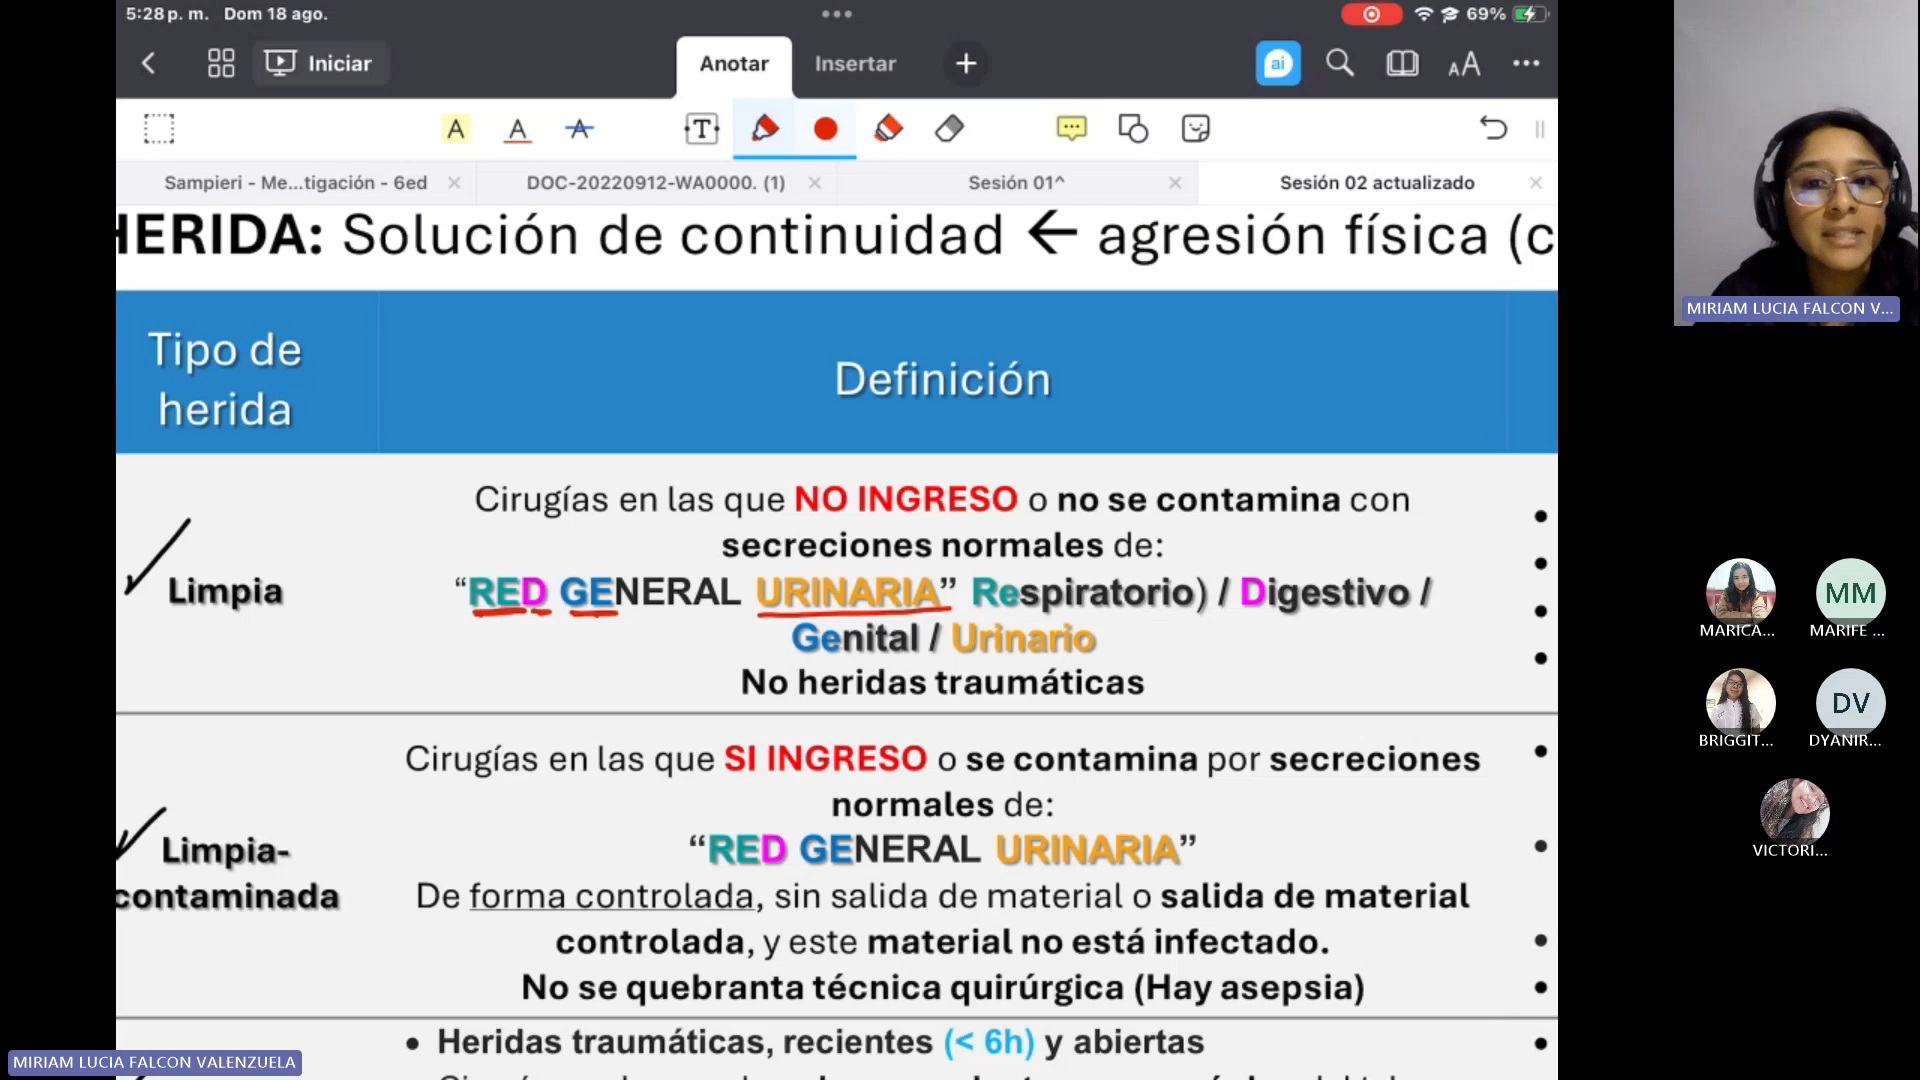 5:28 p. m. Dom 18 ago.
69%
Iniciar
Anotar
Insertar
ai
AA
A A A T
Sampieri - Me...tigación - 6ed
DOC-20220912-WA0000. (1)
Sesión 01^
Sesión 02 actualizado
HERIDA: Solución de continuidad ← agresión física (c
Tipo de
herida
Definición
Limpia
Cirugías en las que NO INGRESO o no se contamina con
secreciones normales de:
“RED GENERAL URINARIA” Respiratorio) / Digestivo /
Genital / Urinario
No heridas traumáticas
Limpia-
contaminada
Cirugías en las que SI INGRESO o se contamina por secreciones
normales de:
“RED GENERAL URINARIA”
De forma controlada, sin salida de material o salida de material
controlada, y este material no está infectado.
No se quebranta técnica quirúrgica (Hay asepsia)
• Heridas traumáticas, recientes (< 6h) y abiertas
MIRIAM LUCIA FALCON VALENZUELA
MIRIAM LUCIA FALCON V...
MARICA...
MM
MARIFE ...
BRIGGIT...
DV
DYANIR...
VICTORI...